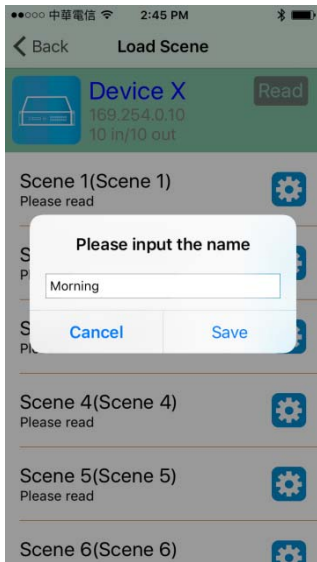 中華電信 2:45 PM
Back Load Scene
Device X
Read
169.254.0.10
10 in/10 out
Scene 1(Scene 1)
Please read
Please input the name
Morning
Cancel Save
Scene 4(Scene 4)
Please read
Scene 5(Scene 5)
Please read
Scene 6(Scene 6)